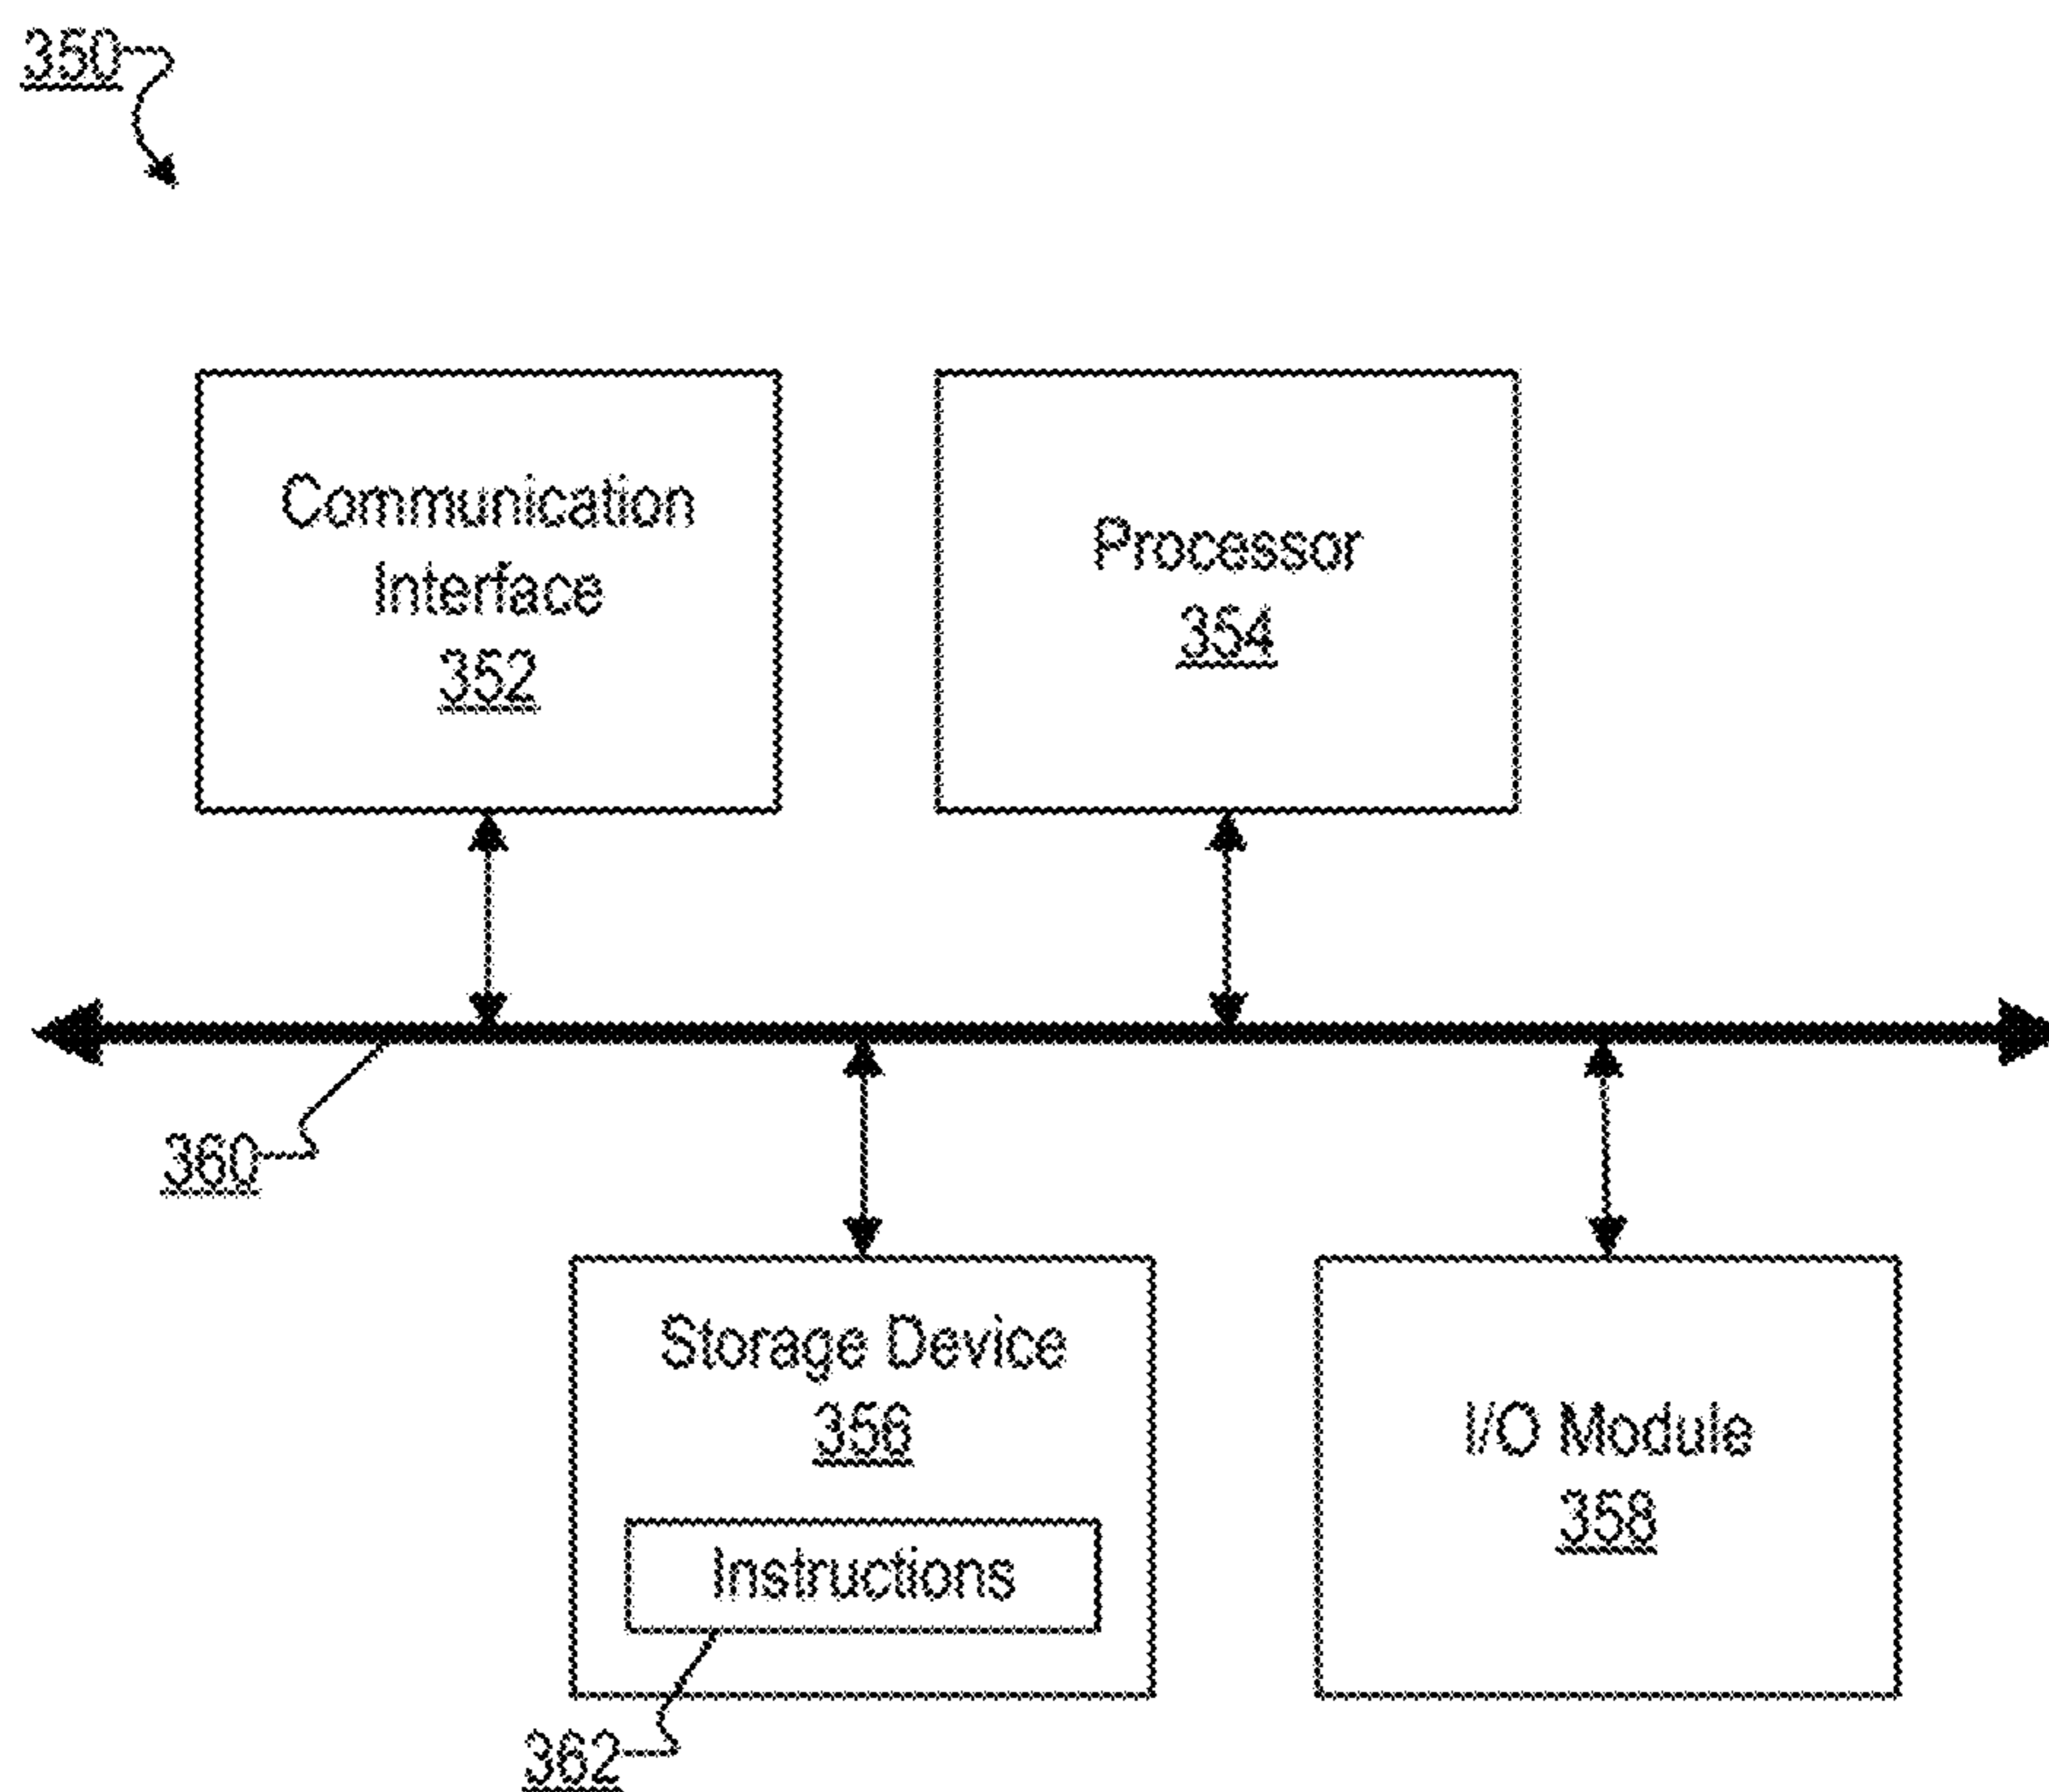 350
Communication
Interface
352
Processor
354
360
Storage Device
356
Instructions
362
I/O Module
358